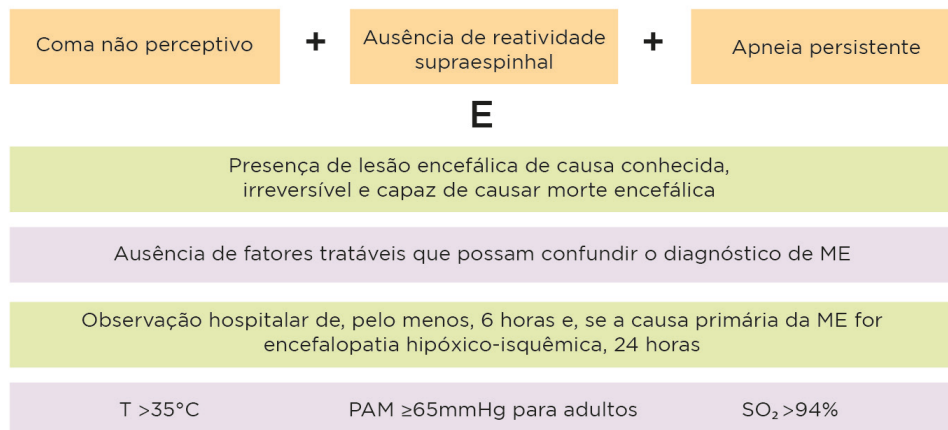 Coma não perceptivo + Ausência de reatividade + Apneia persistente
supraespinhal
E
Presença de lesão encefálica de causa conhecida,
irreversível e capaz de causar morte encefálica
Ausência de fatores tratáveis que possam confundir o diagnóstico de ME
Observação hospitalar de, pelo menos, 6 horas e, se a causa primária da ME for
encefalopatia hipóxico-isquêmica, 24 horas
T >35°C PAM ≥65mmHg para adultos SO₂ >94%